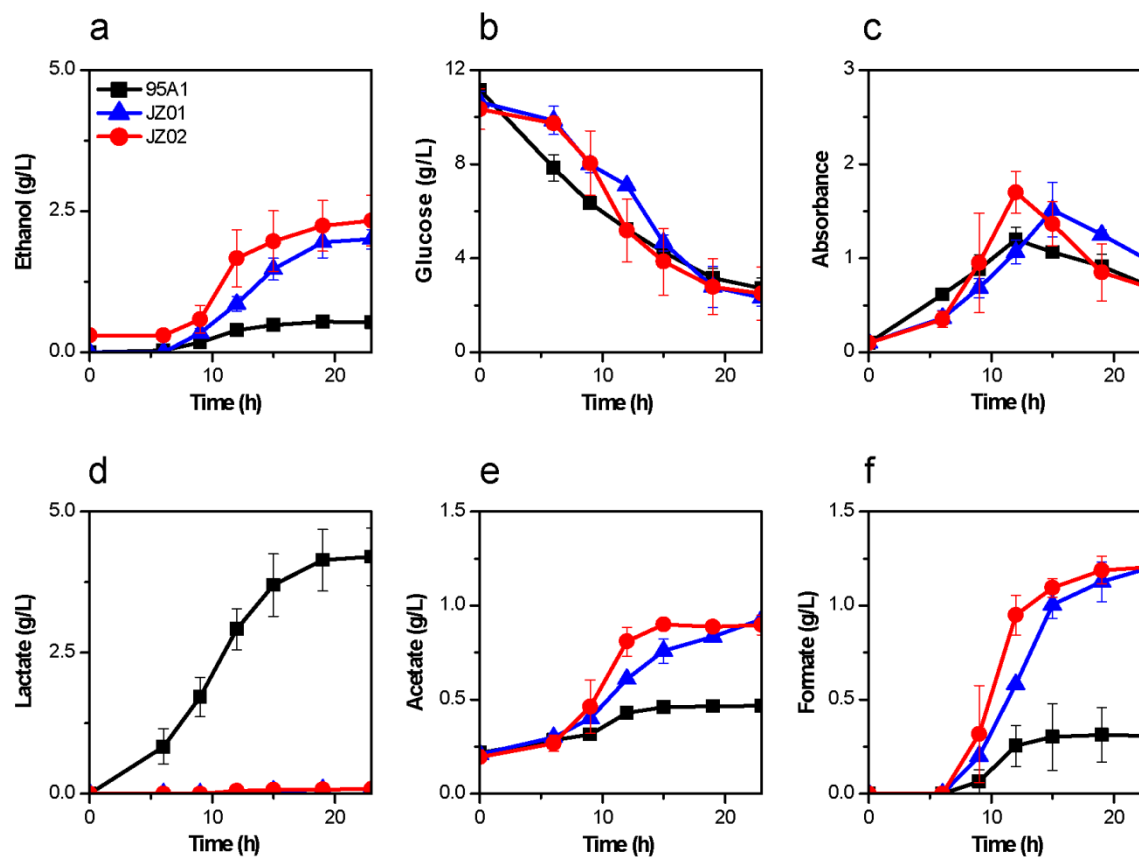 a
b
c
5.0
12
3
95A1
JZ01
JZ02
Ethanol (g/L)
2.5
0.0
0
10
20
Time (h)
Glucose (g/L)
8
4
0
0
10
20
Time (h)
Absorbance
2
1
0
0
10
20
Time (h)
d
e
f
Lactate (g/L)
5.0
2.5
0.0
0
10
20
Time (h)
Acetate (g/L)
1.5
1.0
0.5
0.0
0
10
20
Time (h)
Formate (g/L)
1.5
1.0
0.5
0.0
0
10
20
Time (h)